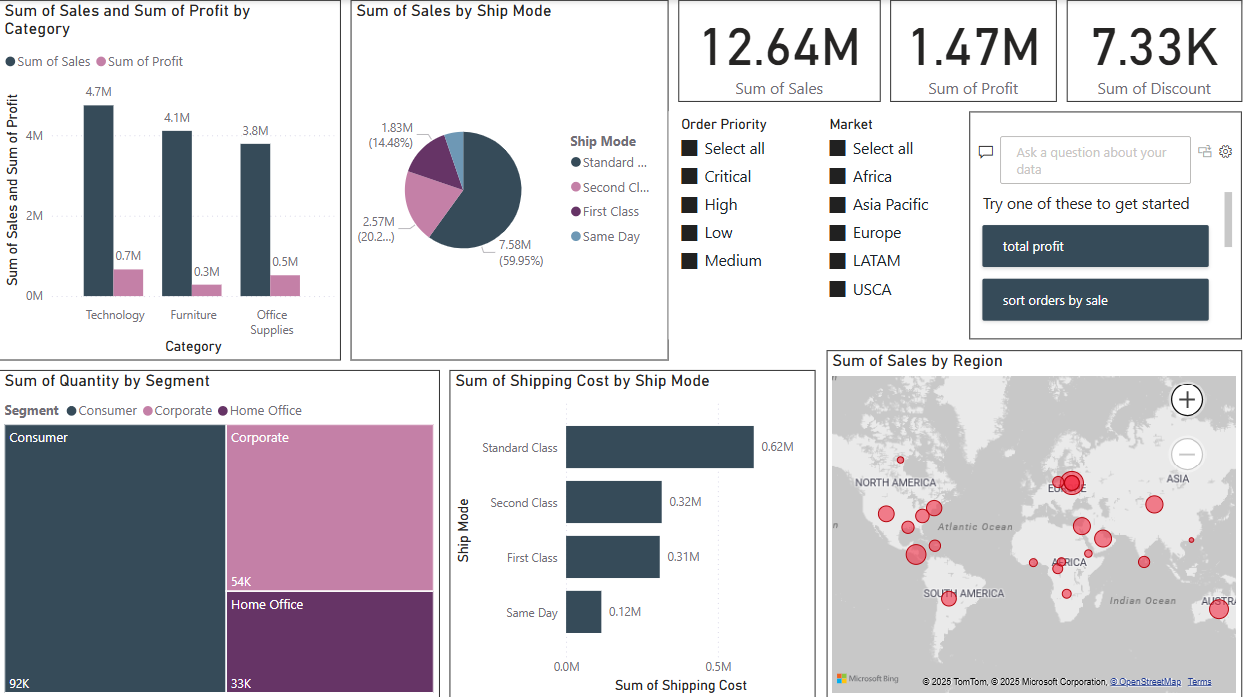 Sum of Sales and Sum of Profit by
Category
Sum of Sales Sum of Profit
Sum of Sales and Sum of Profit
4M
2M
0M
4.7M
0.7M
4.1M
0.3M
3.8M
0.5M
Technology
Furniture
Office
Supplies
Category
Sum of Sales by Ship Mode
1.83M
(14.48%)
2.57M
(20.2...)
7.58M
(59.95%)
Ship Mode
Standard ...
Second Cl...
First Class
Same Day
12.64M
Sum of Sales
1.47M
Sum of Profit
7.33K
Sum of Discount
Order Priority
Select all
Critical
High
Low
Medium
Market
Select all
Africa
Asia Pacific
Europe
LATAM
USCA
Ask a question about your
data
Try one of these to get started
total profit
sort orders by sale
Sum of Quantity by Segment
Segment Consumer Corporate Home Office
Consumer
92K
Corporate
54K
Home Office
33K
Sum of Shipping Cost by Ship Mode
Ship Mode
Standard Class
0.62M
Second Class
0.32M
First Class
0.31M
Same Day
0.12M
0.0M
0.5M
Sum of Shipping Cost
Sum of Sales by Region
NORTH AMERICA
ASIA
Atlantic Ocean
AFRICA
SOUTH AMERICA
Indian Ocean
Microsoft Bing
© 2025 TomTom, © 2025 Microsoft Corporation, © OpenStreetMap Terms